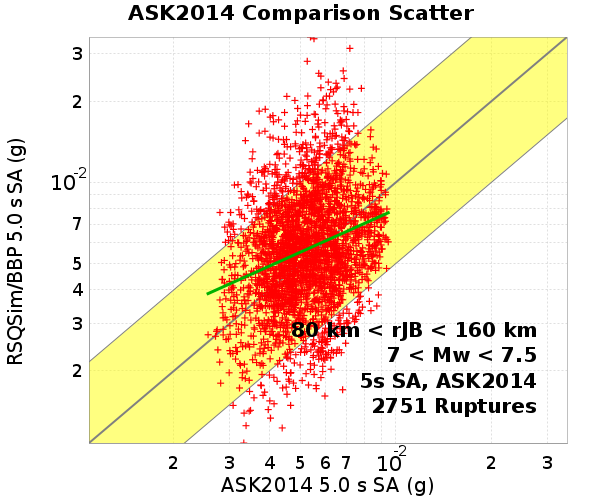 ASK2014 Comparison Scatter
RSQSim/BBP 5.0 s SA (g)
3
2
10-2
7
5
4
3
2
80 km < rJB < 160 km
7 < Mw < 7.5
5s SA, ASK2014
2751 Ruptures
2 3 4 5 6 7 10-2 2 3
ASK2014 5.0 s SA (g)